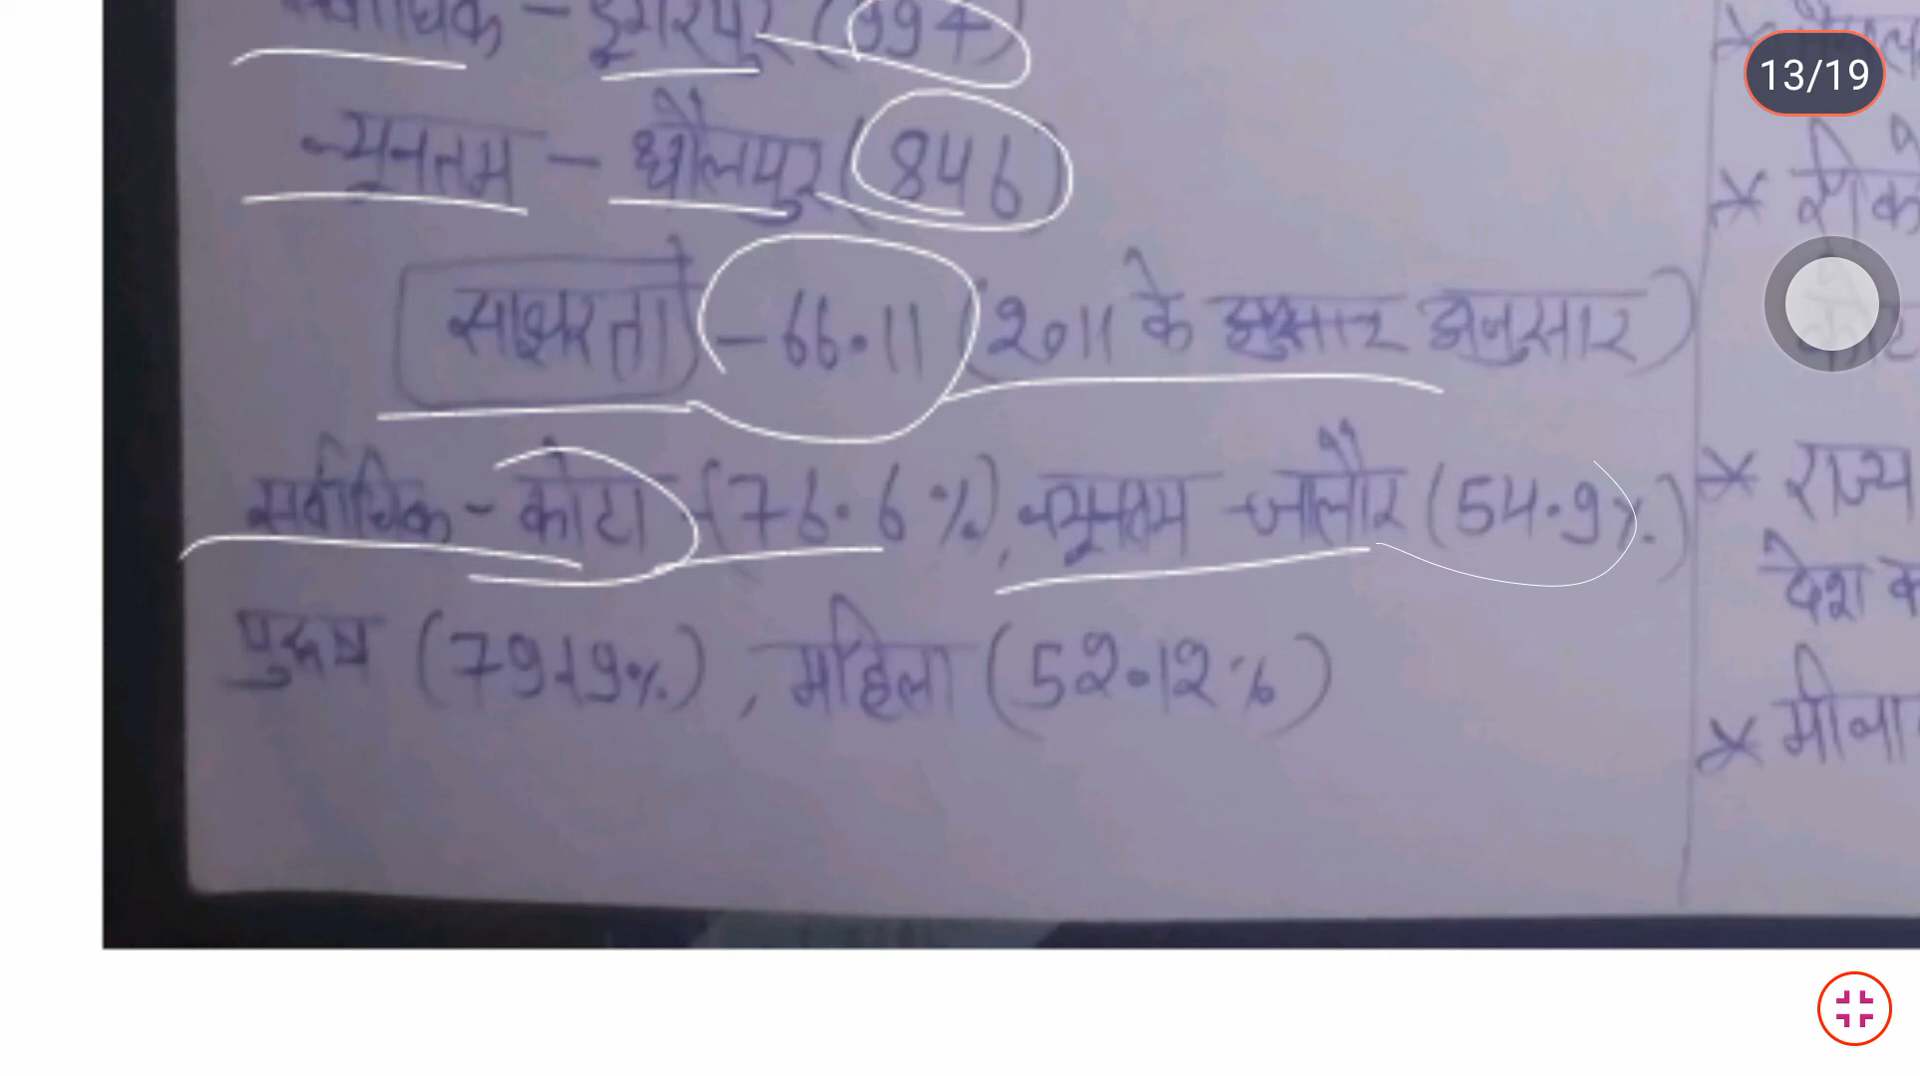 सर्वाधिक - डूंगरपुर (994)
न्यूनतम - धौलपुर (846)
साक्षरता - 66.11 (2011 के अनुसार)
सर्वाधिक - कोटा (76.6%), न्यूनतम - जालौर (54.9%)
पुरूष (79.19%), महिला (52.12%)
13/19
* राज्य
देश
* मीणा